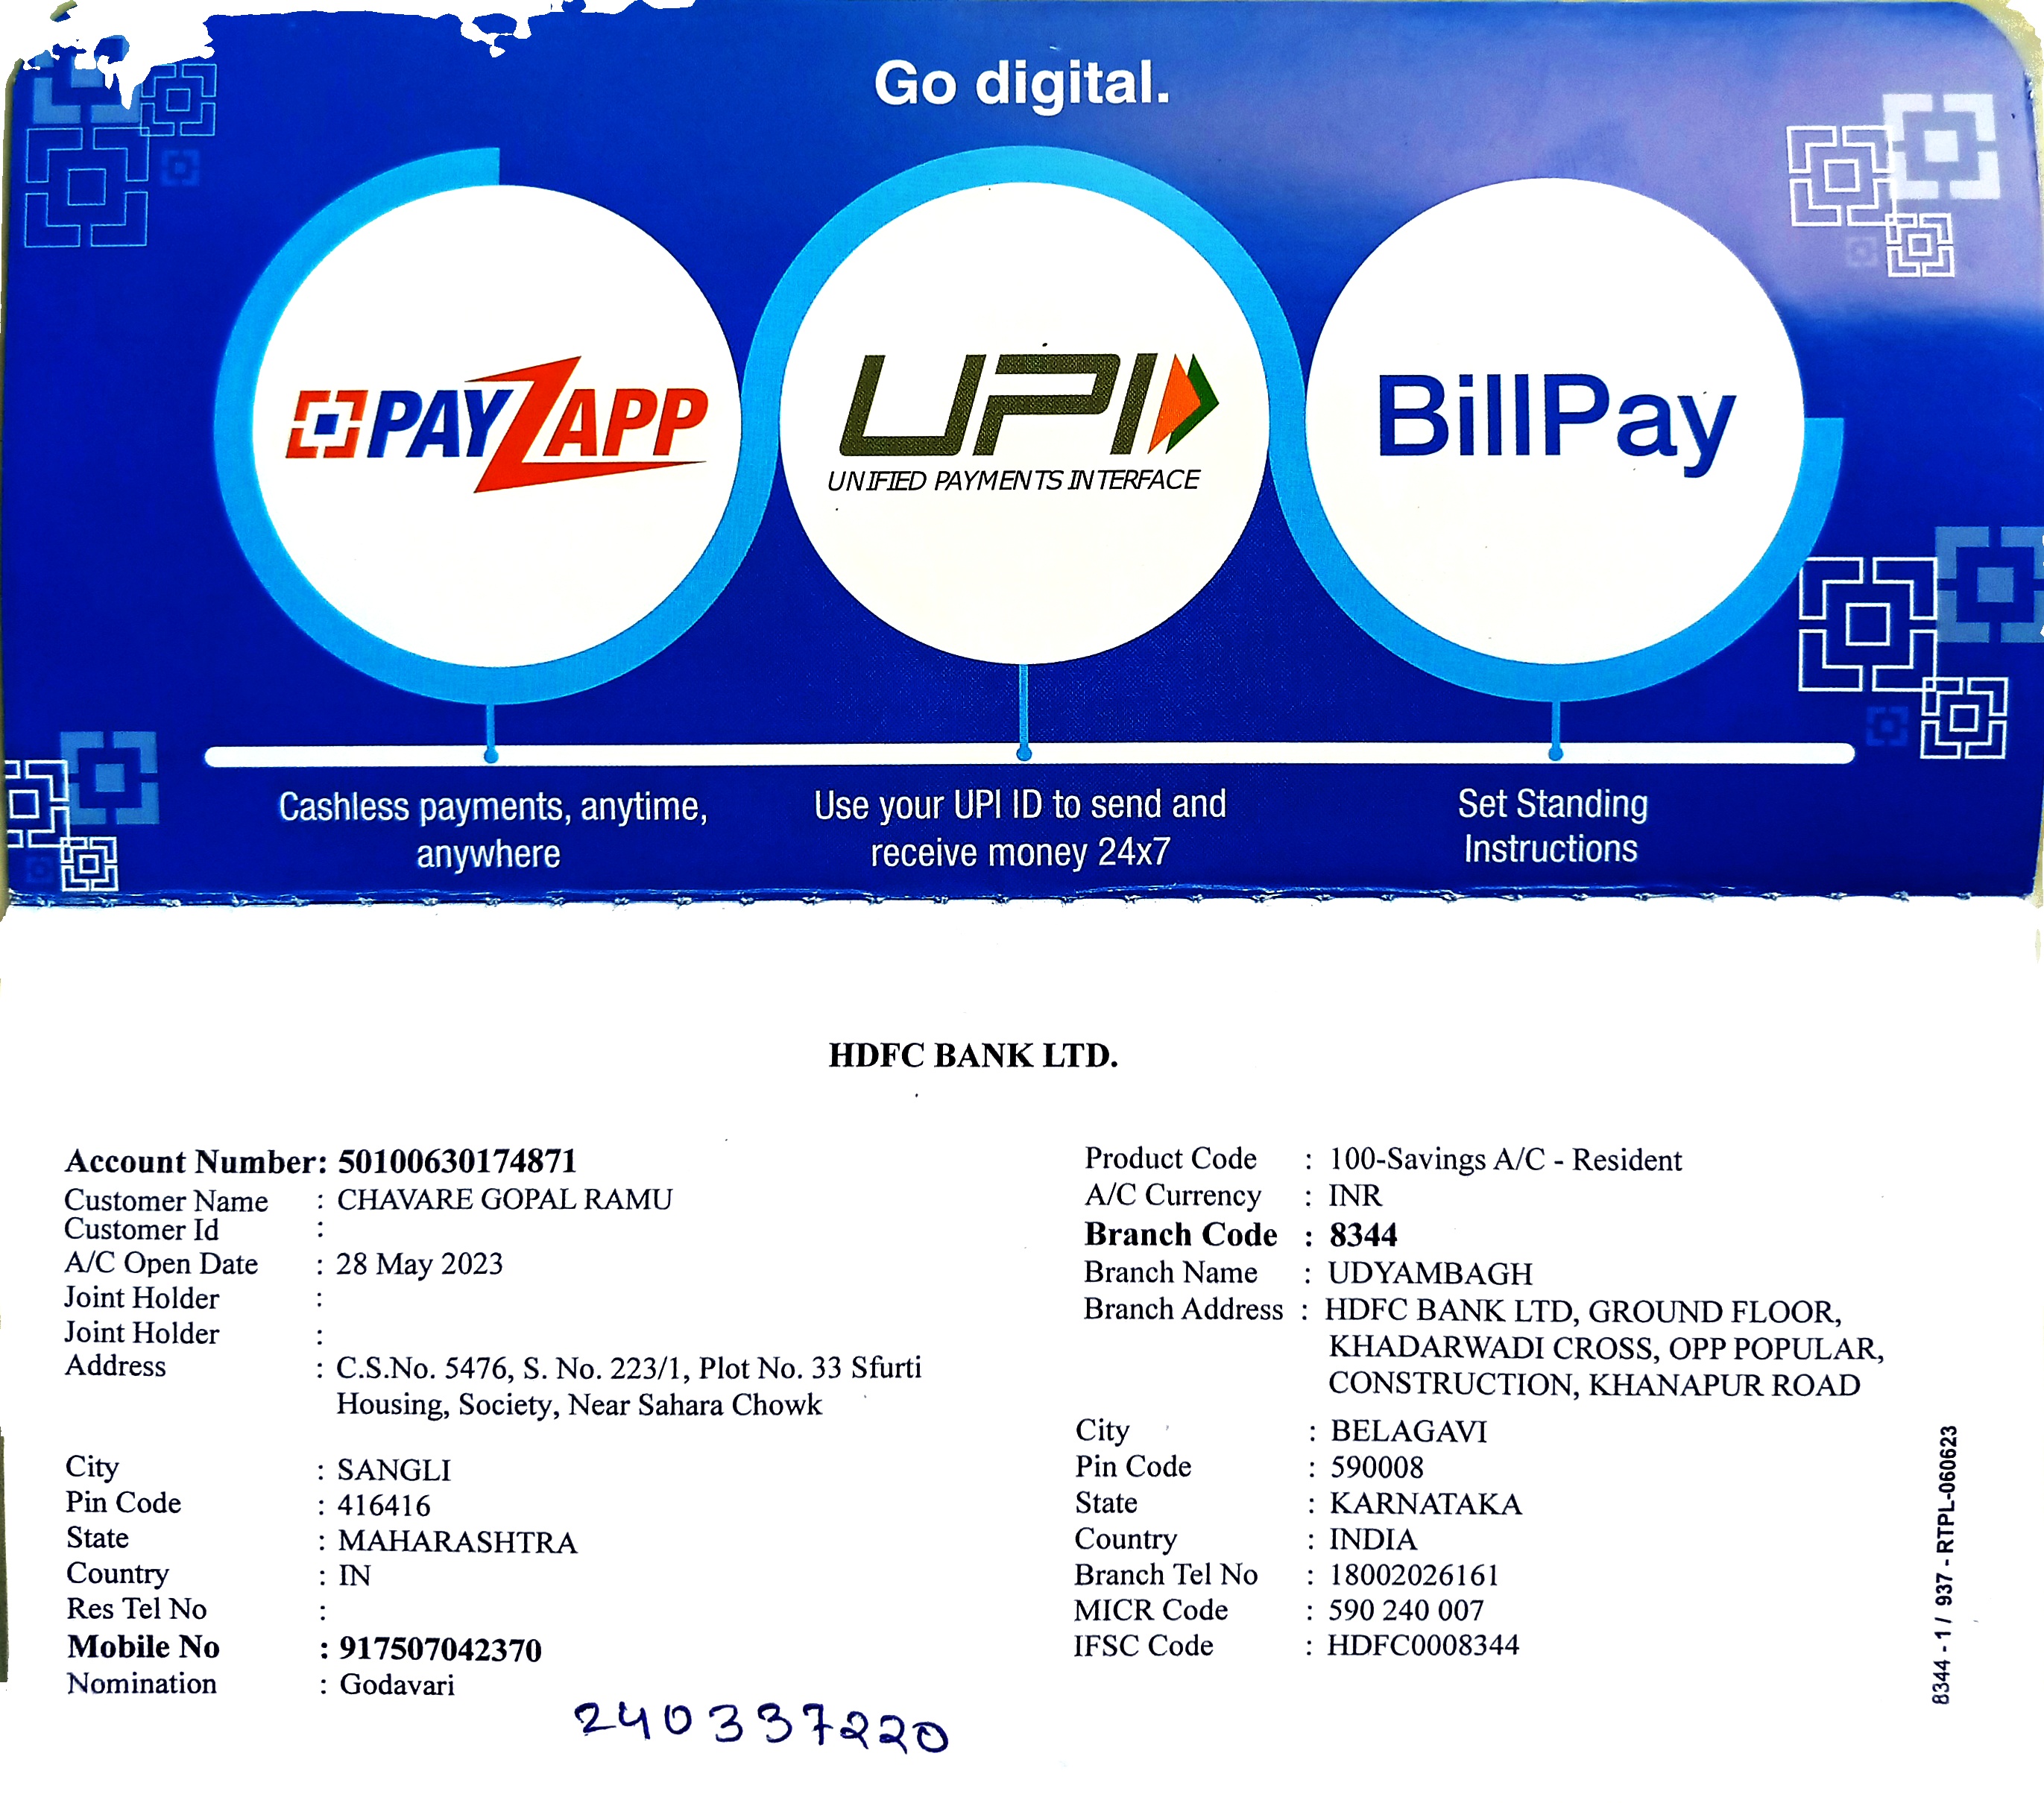 Go digital.
PAYZAPP
UPI
UNIFIED PAYMENTS INTERFACE
BillPay
Cashless payments, anytime,
anywhere
Use your UPI ID to send and
receive money 24x7
Set Standing
Instructions
HDFC BANK LTD.
Account Number: 50100630174871
Customer Name : CHAVARE GOPAL RAMU
Customer Id :
A/C Open Date : 28 May 2023
Joint Holder :
Joint Holder :
Address : C.S.No. 5476, S. No. 223/1, Plot No. 33 Sfurti
Housing, Society, Near Sahara Chowk
City : SANGLI
Pin Code : 416416
State : MAHARASHTRA
Country : IN
Res Tel No :
Mobile No : 917507042370
Nomination : Godavari
240337220
Product Code : 100-Savings A/C - Resident
A/C Currency : INR
Branch Code : 8344
Branch Name : UDYAMBAGH
Branch Address : HDFC BANK LTD, GROUND FLOOR,
KHADARWADI CROSS, OPP POPULAR,
CONSTRUCTION, KHANAPUR ROAD
City : BELAGAVI
Pin Code : 590008
State : KARNATAKA
Country : INDIA
Branch Tel No : 18002026161
MICR Code : 590 240 007
IFSC Code : HDFC0008344
8344 - 1 / 937 - RTPL-060623